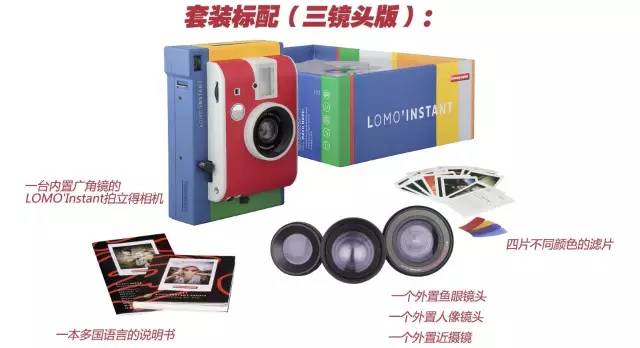 套装标配（三镜头版）：
LOMO'INSTANT
一台内置广角镜的
LOMO'Instant拍立得相机
四片不同颜色的滤片
一个外置鱼眼镜头
一个外置人像镜头
一个外置近摄镜
一本多国语言的说明书